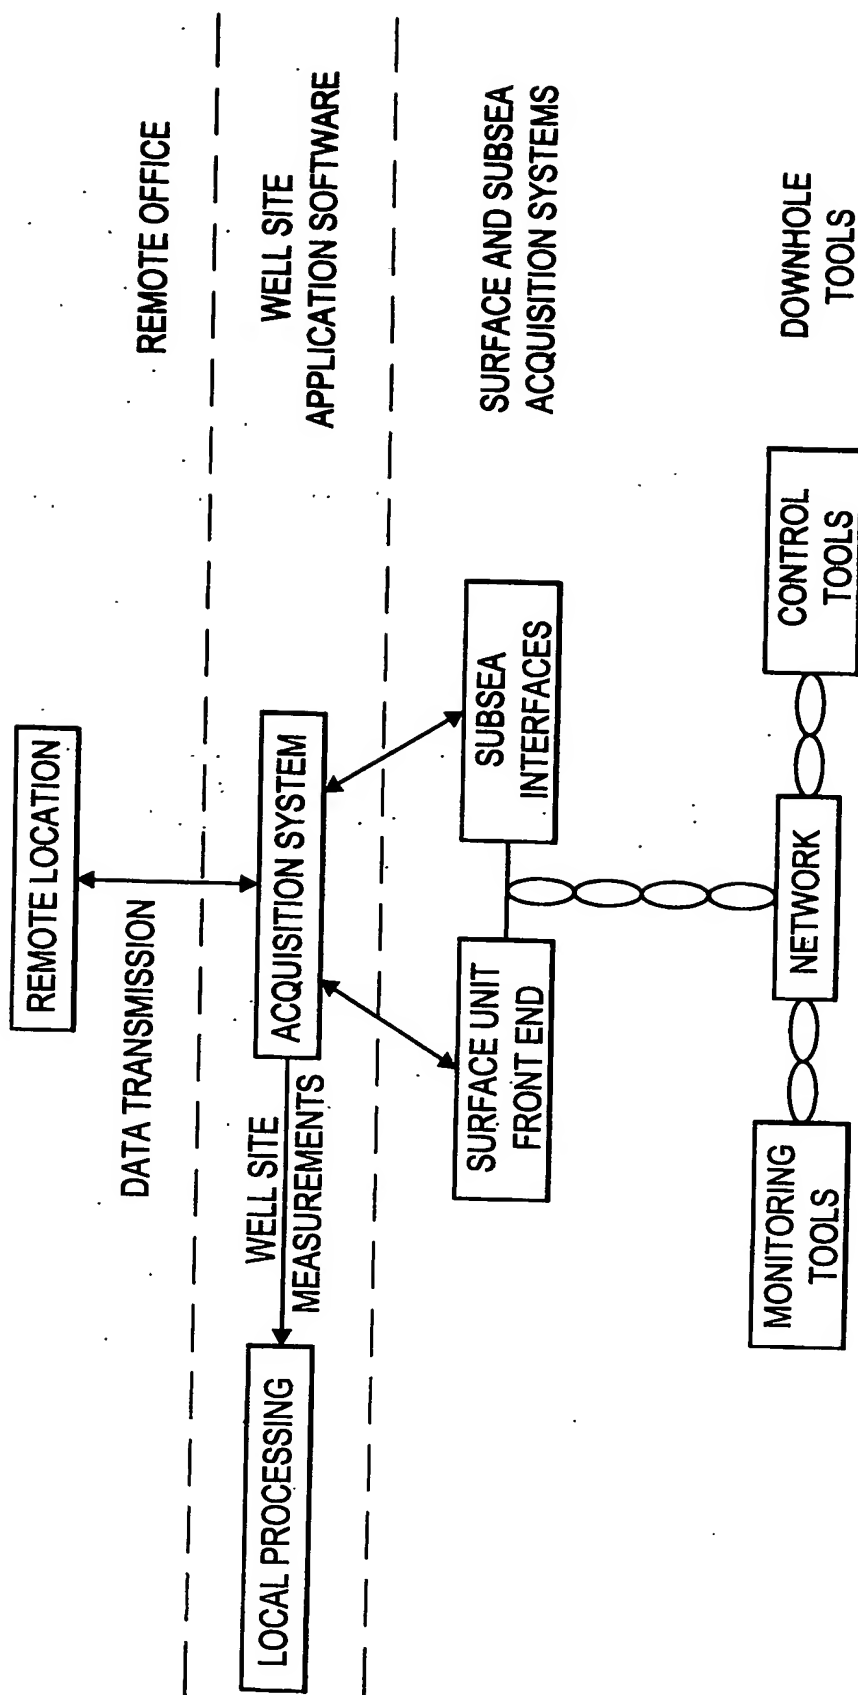 REMOTE LOCATION
REMOTE OFFICE
DATA TRANSMISSION
LOCAL PROCESSING
WELL SITE
MEASUREMENTS
ACQUISITION SYSTEM
WELL SITE
APPLICATION SOFTWARE
SURFACE UNIT
FRONT END
SUBSEA
INTERFACES
SURFACE AND SUBSEA
ACQUISITION SYSTEMS
MONITORING
TOOLS
NETWORK
CONTROL
TOOLS
DOWNHOLE
TOOLS